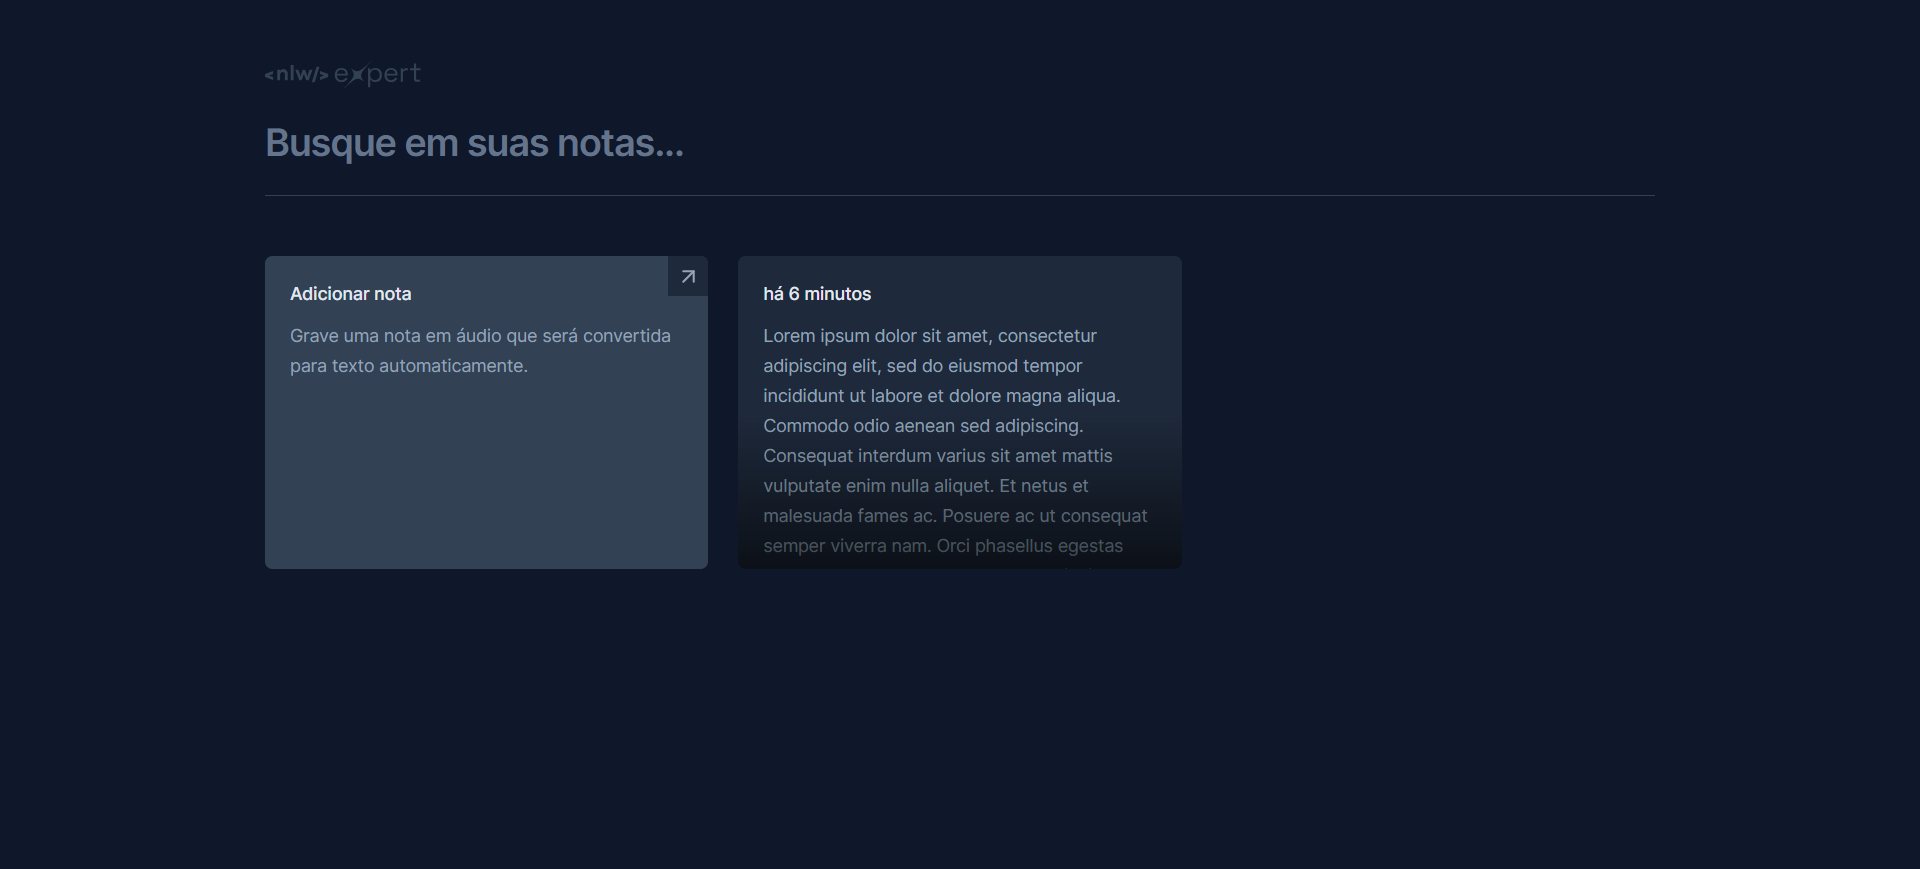 <nlw/> expert
Busque em suas notas...
Adicionar nota
Grave uma nota em áudio que será convertida
para texto automaticamente.
há 6 minutos
Lorem ipsum dolor sit amet, consectetur
adipiscing elit, sed do eiusmod tempor
incididunt ut labore et dolore magna aliqua.
Commodo odio aenean sed adipiscing.
Consequat interdum varius sit amet mattis
vulputate enim nulla aliquet. Et netus et
malesuada fames ac. Posuere ac ut consequat
semper viverra nam. Orci phasellus egestas